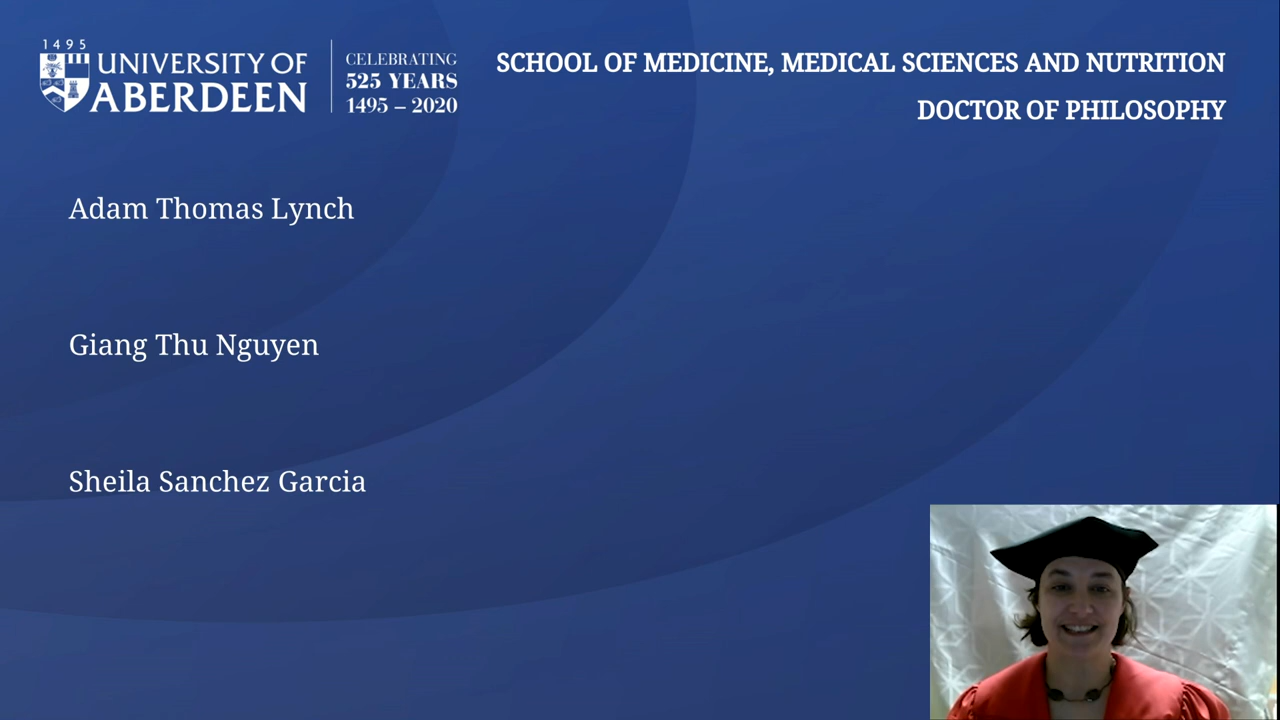 1495
UNIVERSITY OF
ABERDEEN
CELEBRATING
525 YEARS
1495 – 2020
SCHOOL OF MEDICINE, MEDICAL SCIENCES AND NUTRITION
DOCTOR OF PHILOSOPHY
Adam Thomas Lynch
Giang Thu Nguyen
Sheila Sanchez Garcia